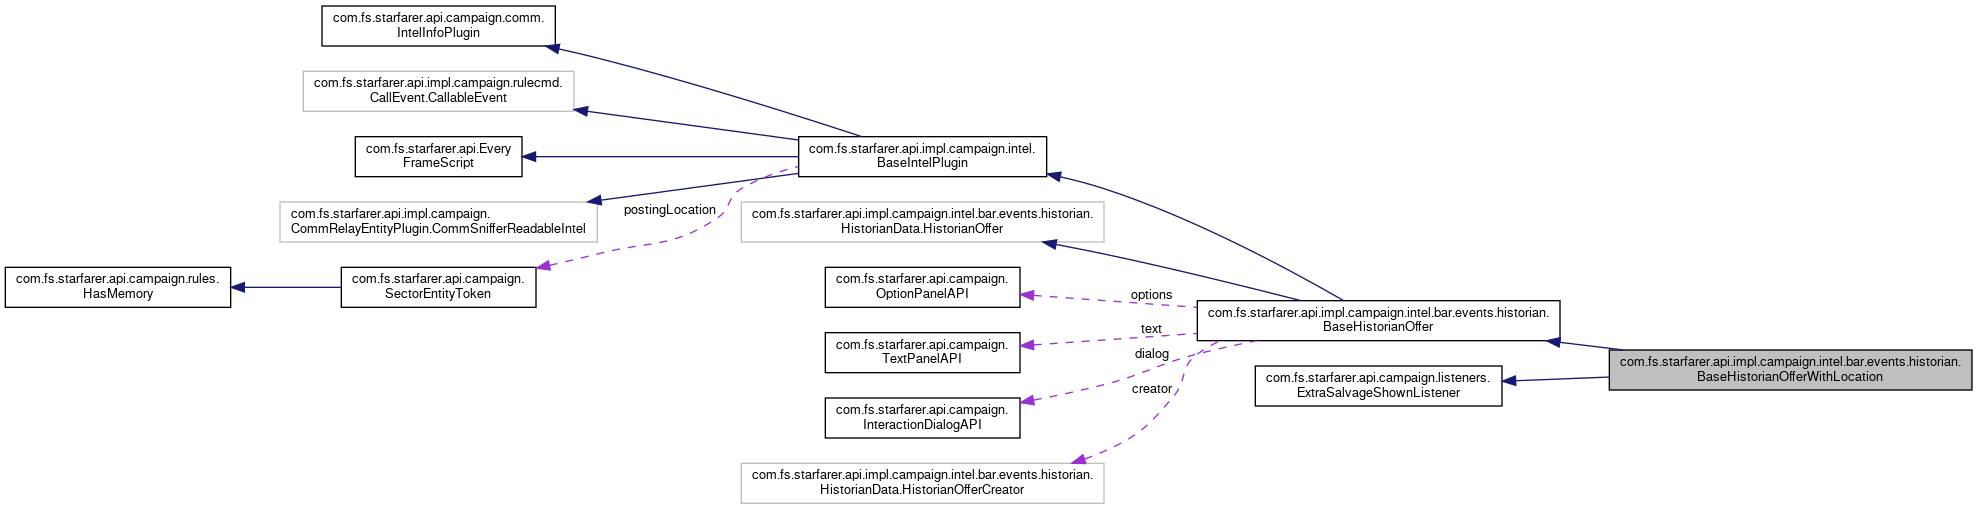 com.fs.starfarer.api.campaign.comm.
IntelInfoPlugin
com.fs.starfarer.api.impl.campaign.rulecmd.
CallEvent.CallableEvent
com.fs.starfarer.api.Every
FrameScript
com.fs.starfarer.api.impl.campaign.intel.
BaseIntelPlugin
com.fs.starfarer.api.impl.campaign.
CommRelayEntityPlugin.CommSnifferReadableIntel
postingLocation
com.fs.starfarer.api.impl.campaign.intel.bar.events.historian.
HistorianData.HistorianOffer
com.fs.starfarer.api.campaign.rules.
HasMemory
com.fs.starfarer.api.campaign.
SectorEntityToken
com.fs.starfarer.api.campaign.
OptionPanelAPI
options
com.fs.starfarer.api.impl.campaign.intel.bar.events.historian.
BaseHistorianOffer
com.fs.starfarer.api.campaign.
TextPanelAPI
text
dialog
com.fs.starfarer.api.impl.campaign.intel.bar.events.historian.
BaseHistorianOfferWithLocation
com.fs.starfarer.api.campaign.listeners.
ExtraSalvageShownListener
creator
com.fs.starfarer.api.campaign.
InteractionDialogAPI
com.fs.starfarer.api.impl.campaign.intel.bar.events.historian.
HistorianData.HistorianOfferCreator